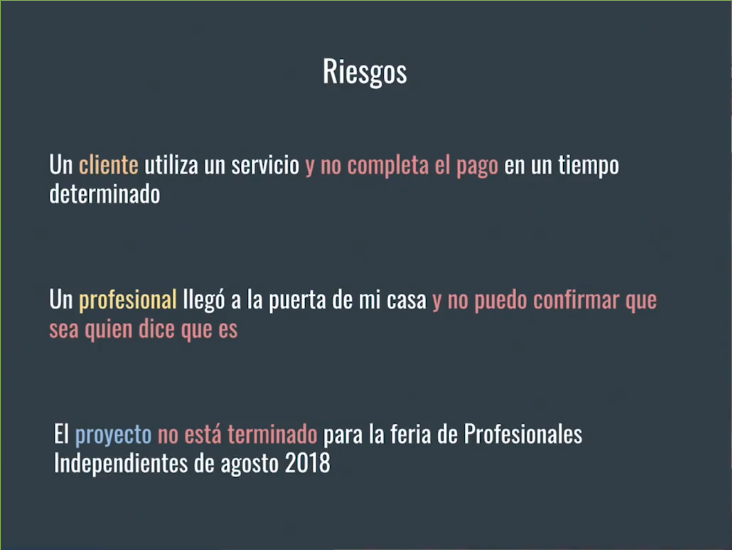 Riesgos
Un cliente utiliza un servicio y no completa el pago en un tiempo
determinado
Un profesional llegó a la puerta de mi casa y no puedo confirmar que
sea quien dice que es
El proyecto no está terminado para la feria de Profesionales
Independientes de agosto 2018